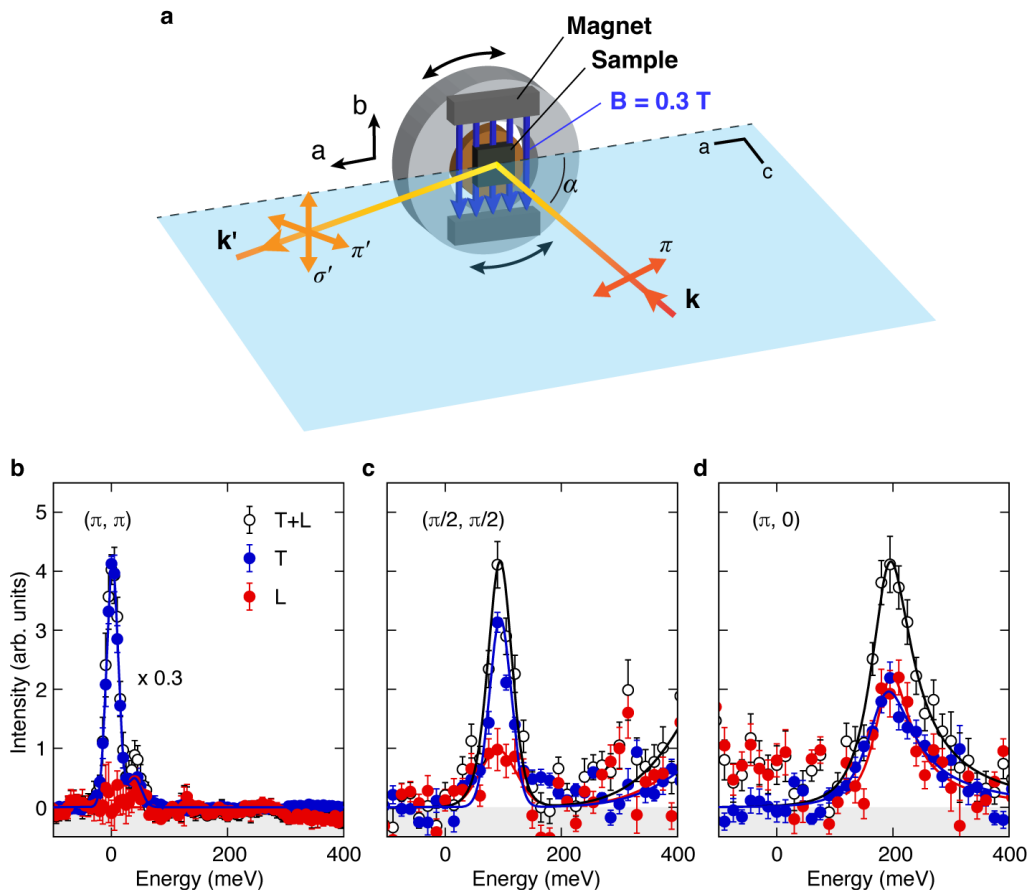 a
Magnet
Sample
B = 0.3 T
b
a
a
c
α
k'
π′
σ′
π
k
b
c
d
(π, π)
T+L
T
L
x 0.3
(π/2, π/2)
(π, 0)
Intensity (arb. units)
5
4
3
2
1
0
0 200 400
0 200 400
0 200 400
Energy (meV)
Energy (meV)
Energy (meV)